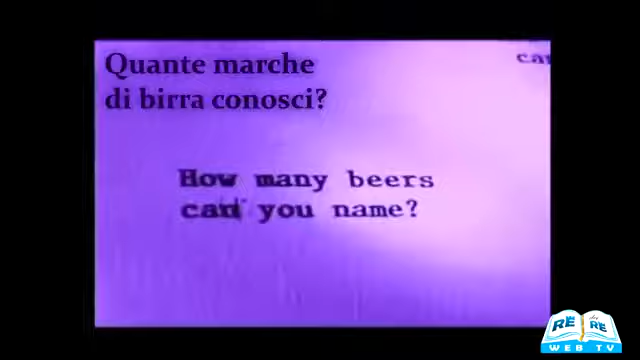 Quante marche
di birra conosci?
How many beers
can you name?
RE RE
WEB TV